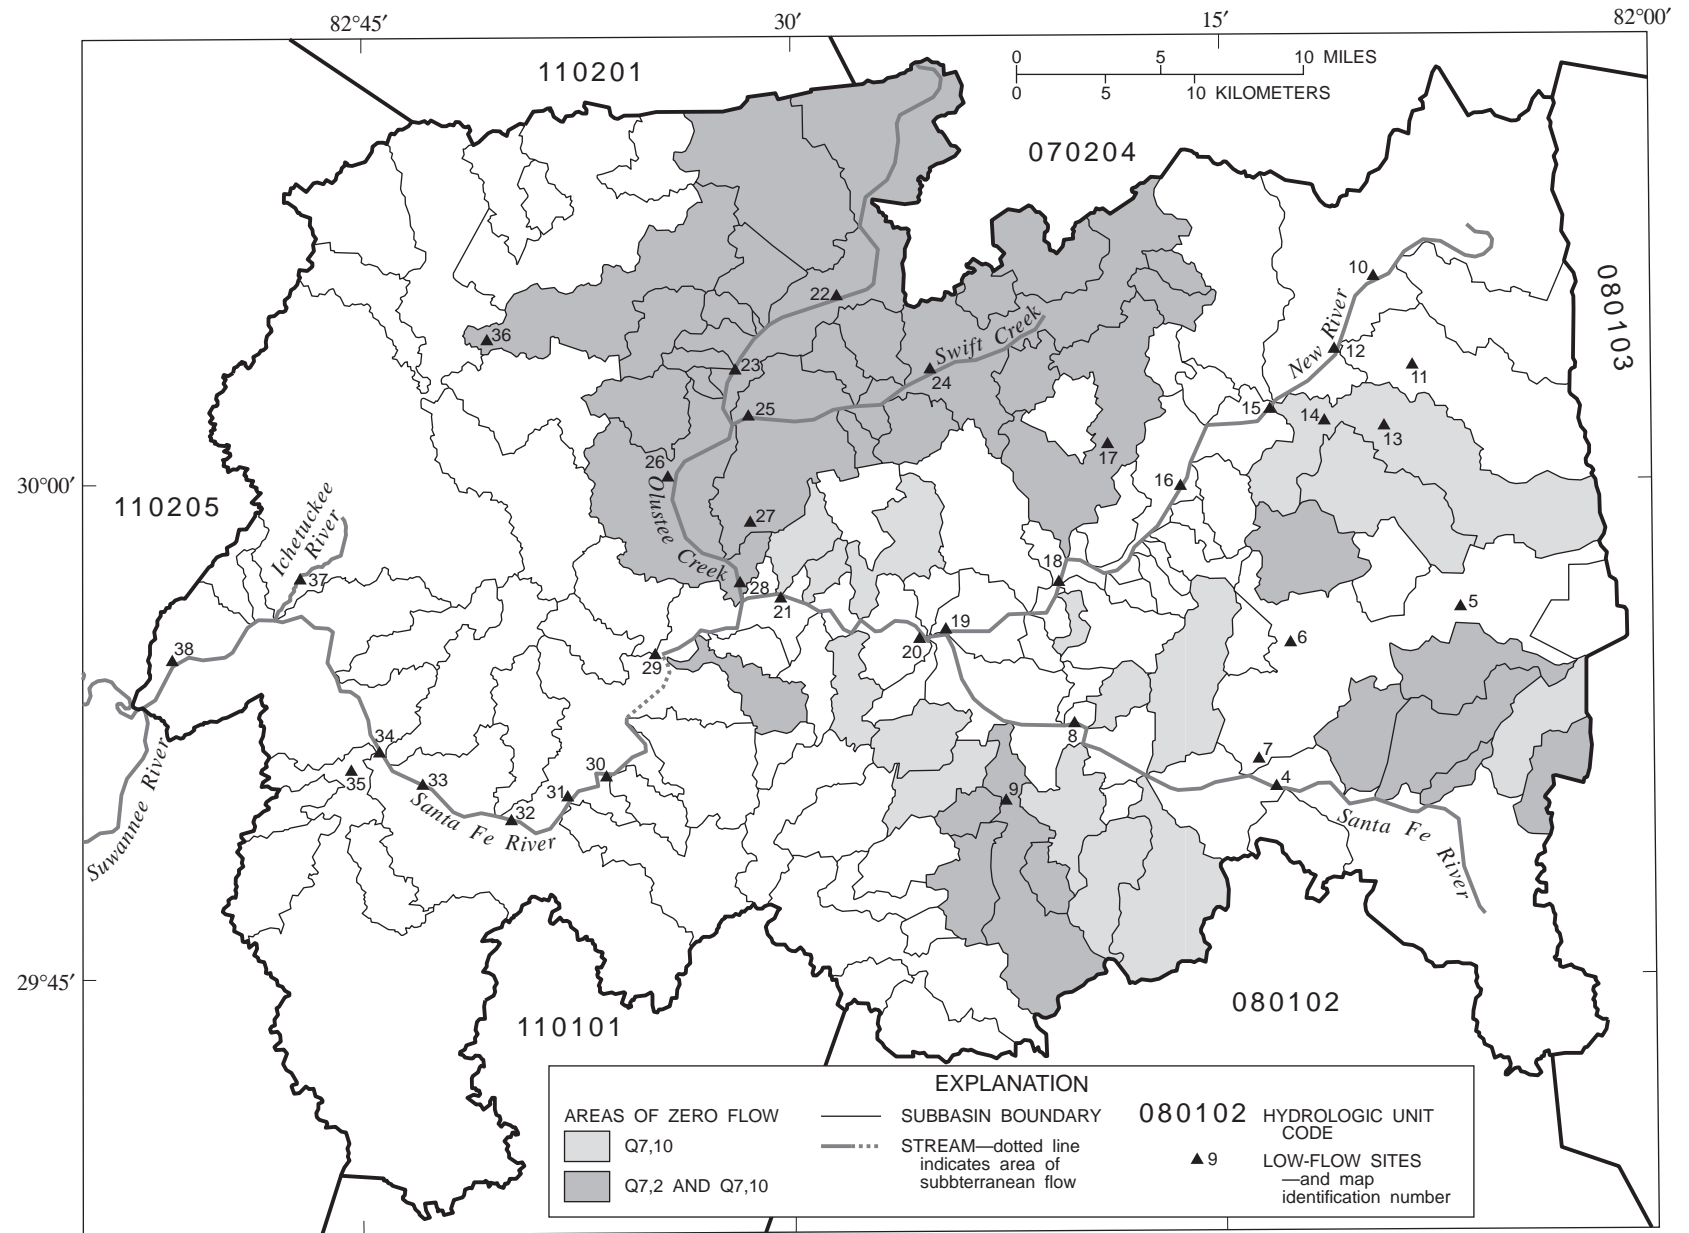 82°45′
30′
15′
82°00′
110201
0 5 10 MILES
0 5 10 KILOMETERS
070204
080103
10
New River
22
Swift Creek
36
12
23
24
11
25
15
14
13
17
26
30°00′
16
110205
Olustee Creek
Ichetuckee River
27
18
37
28
21
5
19
6
38
20
29
8
34
7
30
35
33
31
4
9
Suwannee River
Santa Fe River
32
Santa Fe River
29°45′
080102
110101
EXPLANATION
AREAS OF ZERO FLOW
Q7,10
Q7,2 AND Q7,10
SUBBASIN BOUNDARY
STREAM—dotted line
indicates area of
subterranean flow
080102 HYDROLOGIC UNIT
CODE
9 LOW-FLOW SITES
—and map
identification number